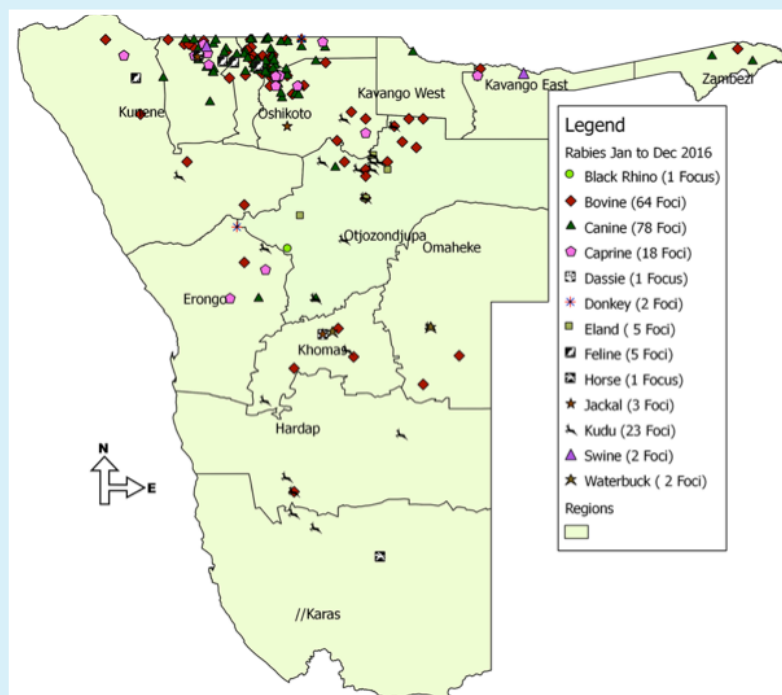 Zambezi
Kavango East
Kavango West
Kunene
Oshikoto
Legend
Rabies Jan to Dec 2016
Black Rhino (1 Focus)
Bovine (64 Foci)
Canine (78 Foci)
Caprine (18 Foci)
Dassie (1 Focus)
Donkey (2 Foci)
Eland ( 5 Foci)
Feline (5 Foci)
Horse (1 Focus)
Jackal (3 Foci)
Kudu (23 Foci)
Swine (2 Foci)
Waterbuck ( 2 Foci)
Regions
Otjozondjupa
Omaheke
Erongo
Khomas
Hardap
N
E
//Karas